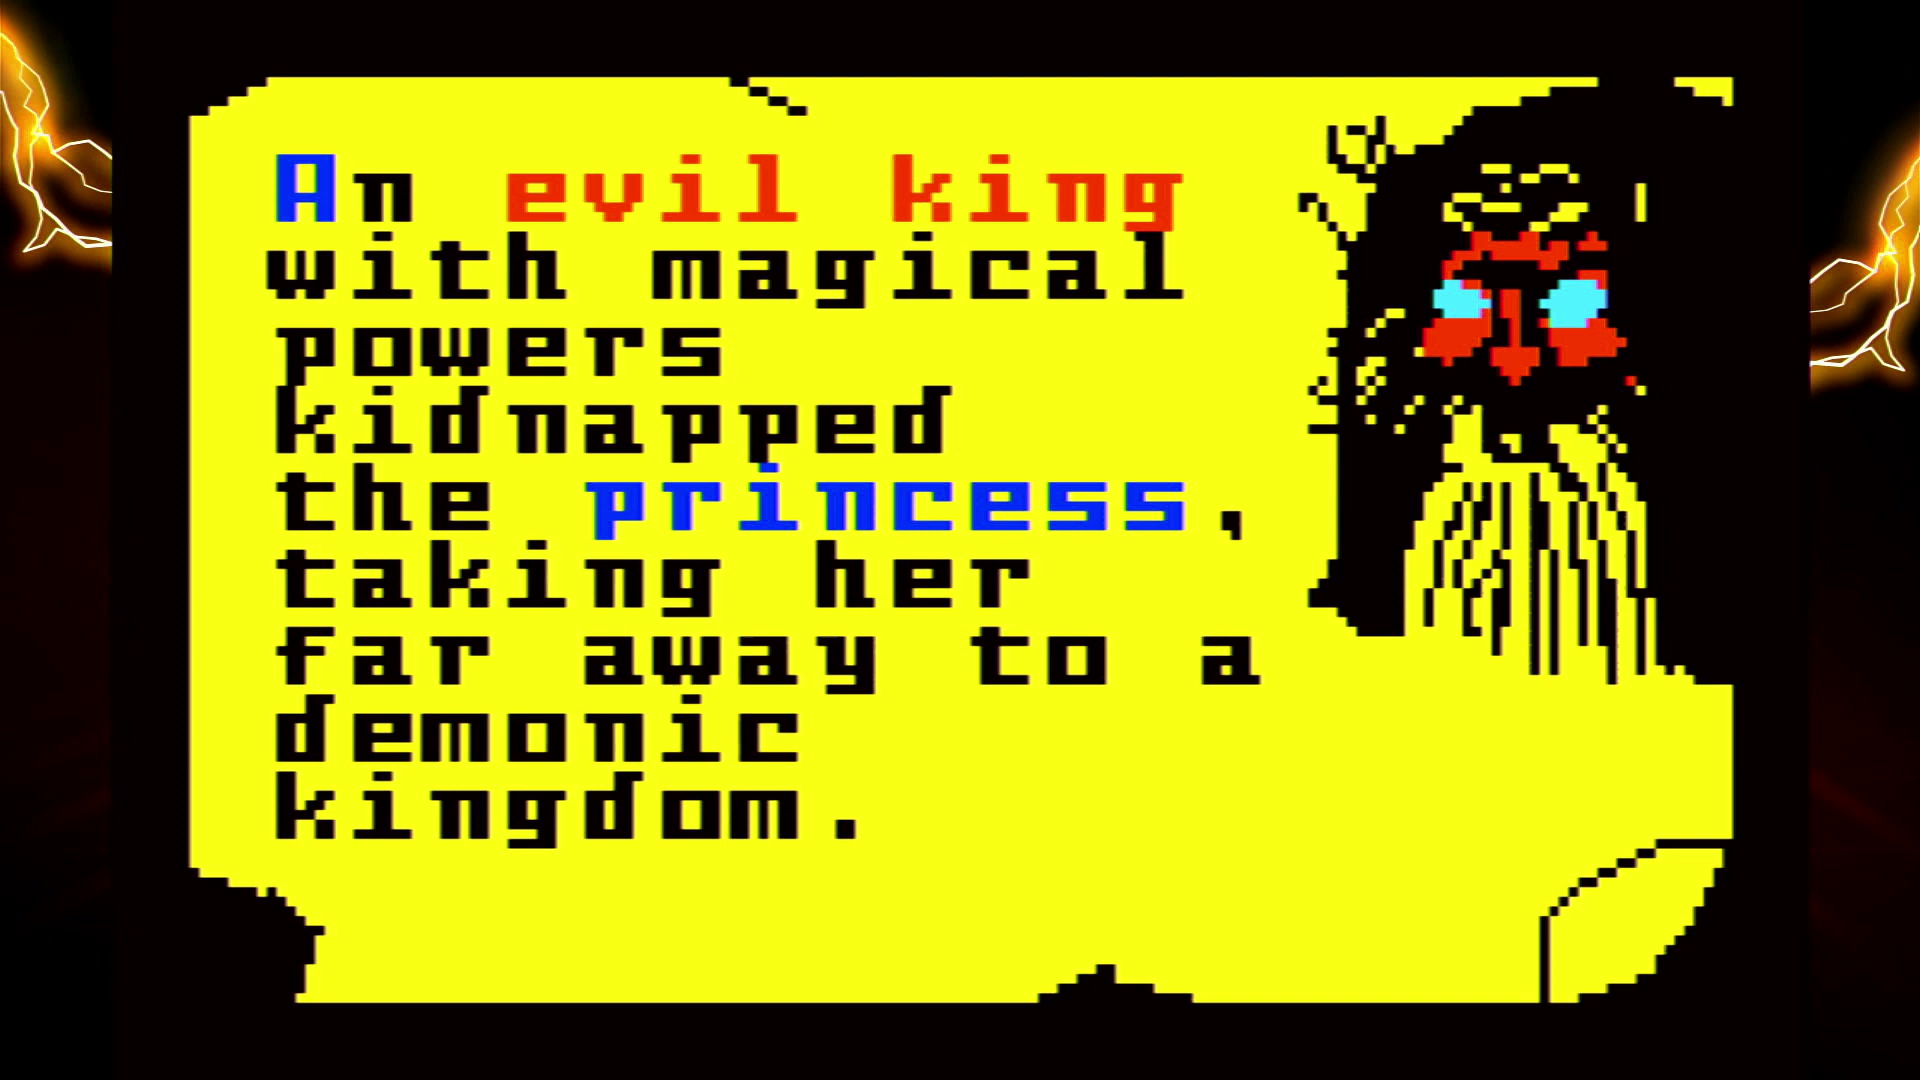 An evil king
with magical
powers
kidnapped
the princess,
taking her
far away to a
demonic
kingdom.